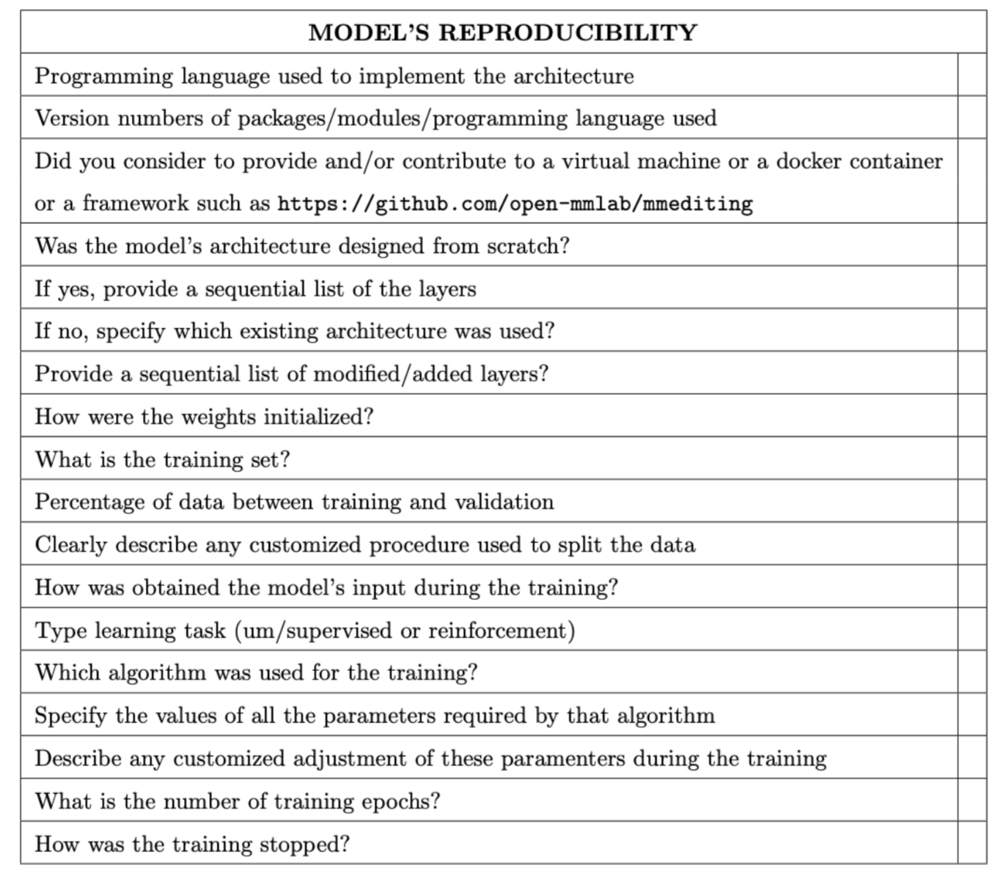 MODEL'S REPRODUCIBILITY
Programming language used to implement the architecture
Version numbers of packages/modules/programming language used
Did you consider to provide and/or contribute to a virtual machine or a docker container
or a framework such as https://github.com/open-mmlab/mmediting
Was the model's architecture designed from scratch?
If yes, provide a sequential list of the layers
If no, specify which existing architecture was used?
Provide a sequential list of modified/added layers?
How were the weights initialized?
What is the training set?
Percentage of data between training and validation
Clearly describe any customized procedure used to split the data
How was obtained the model's input during the training?
Type learning task (um/supervised or reinforcement)
Which algorithm was used for the training?
Specify the values of all the parameters required by that algorithm
Describe any customized adjustment of these paramenters during the training
What is the number of training epochs?
How was the training stopped?